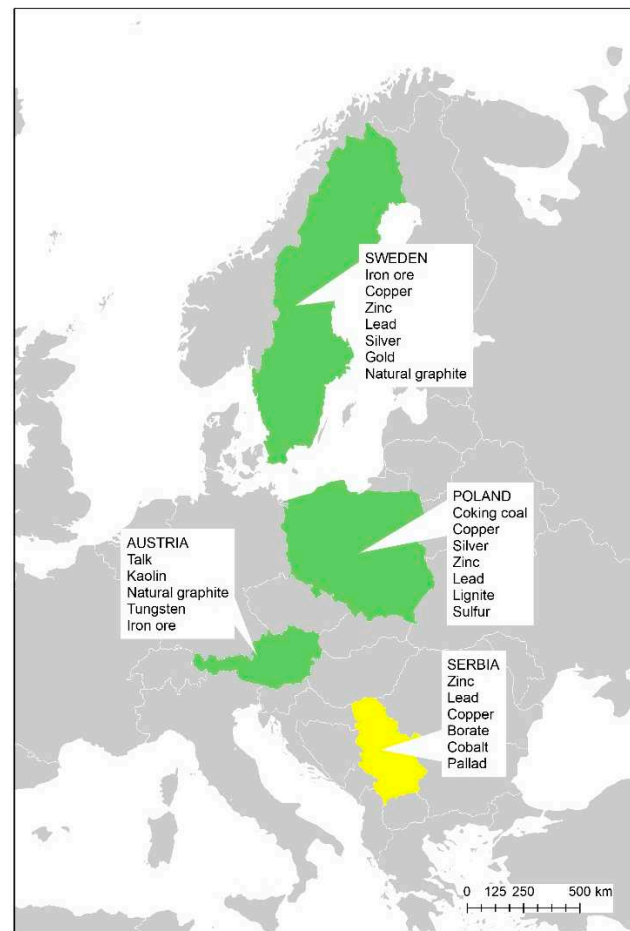 SWEDEN
Iron ore
Copper
Zinc
Lead
Silver
Gold
Natural graphite
POLAND
Coking coal
Copper
Silver
Zinc
Lead
Lignite
Sulfur
AUSTRIA
Talk
Kaolin
Natural graphite
Tungsten
Iron ore
SERBIA
Zinc
Lead
Copper
Borate
Cobalt
Pallad
0 125 250 500 km